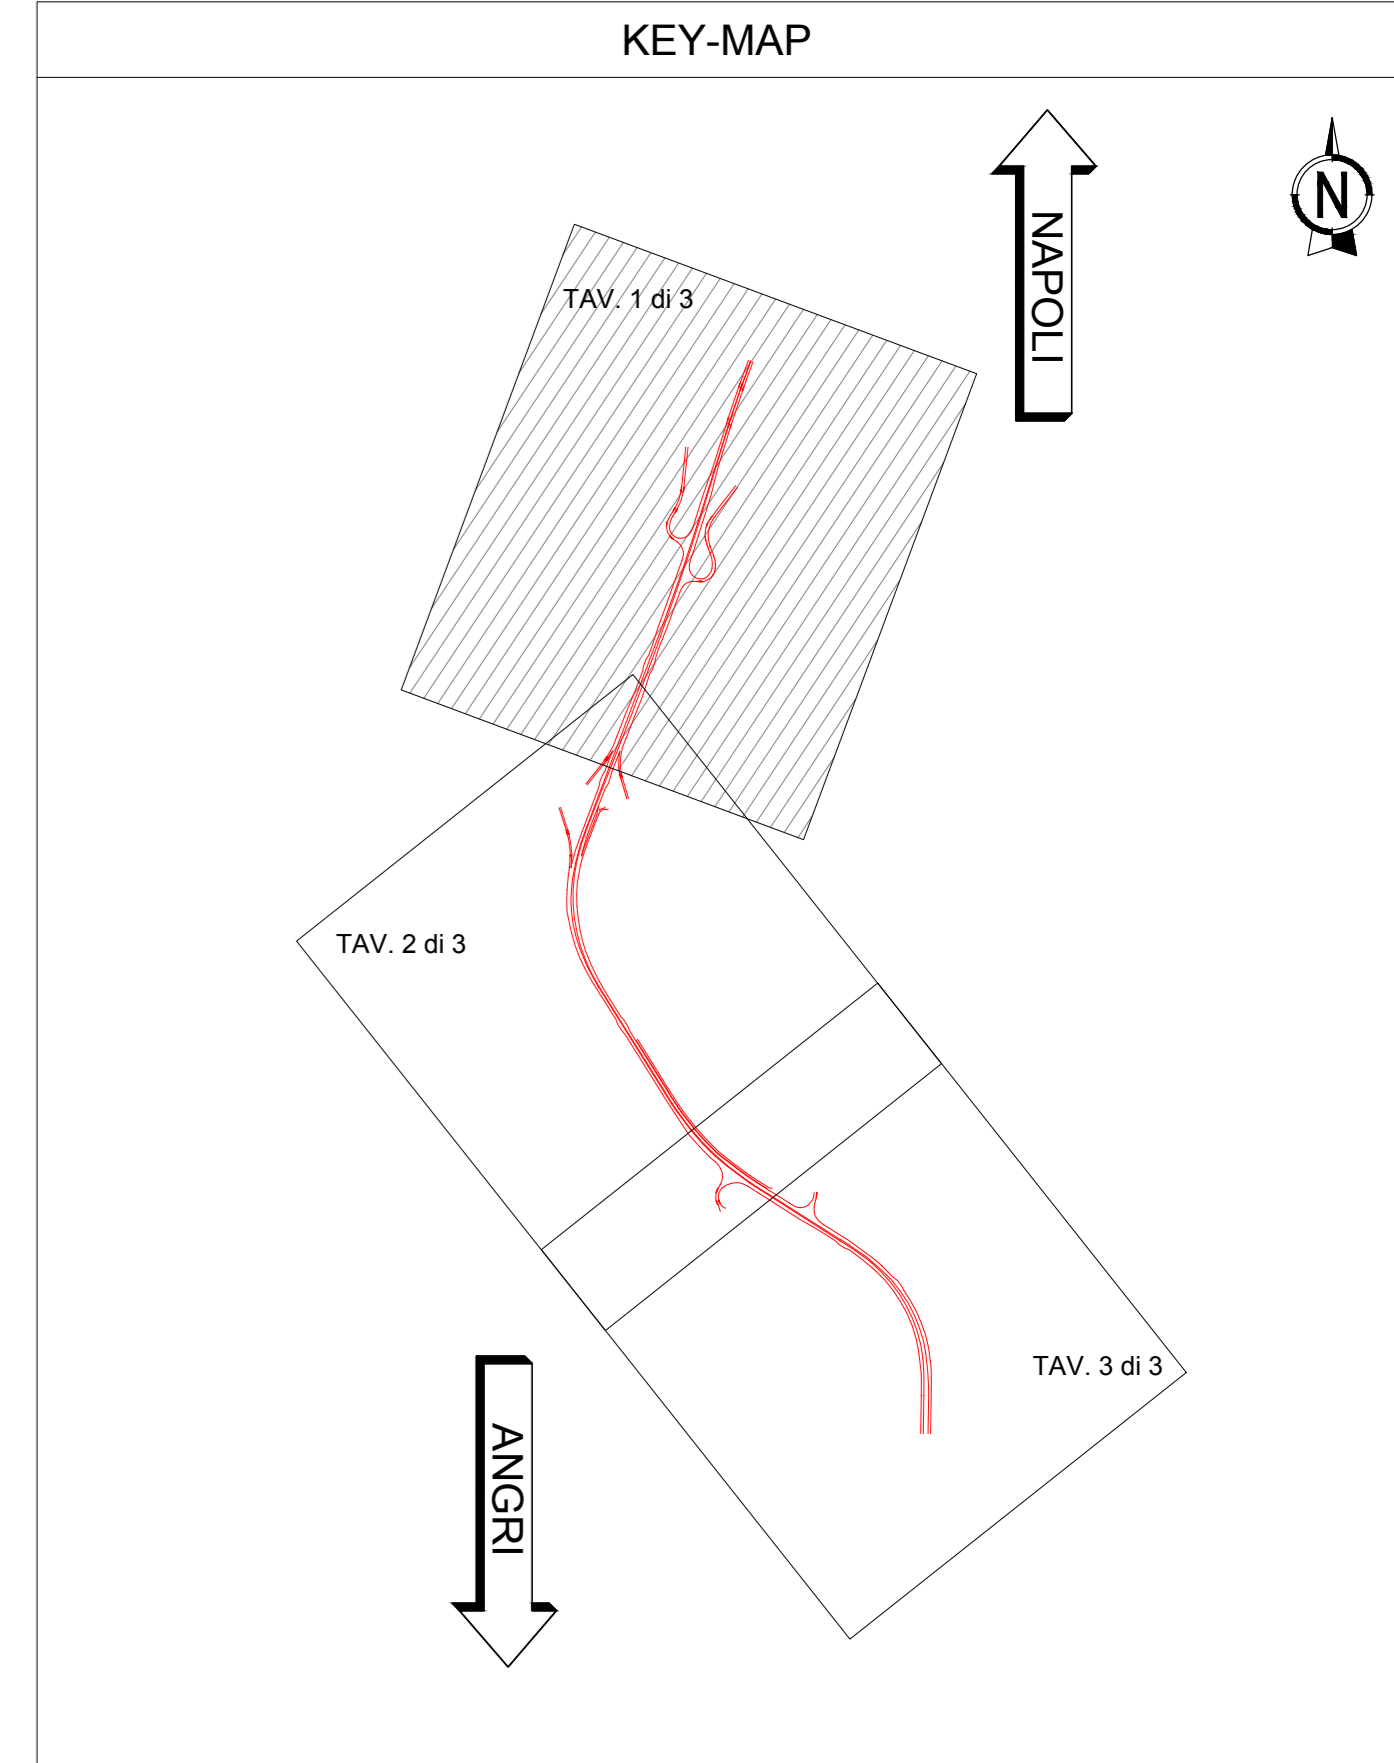 KEY-MAP
N
NAPOLI
TAV. 1 di 3
TAV. 2 di 3
TAV. 3 di 3
ANGRI